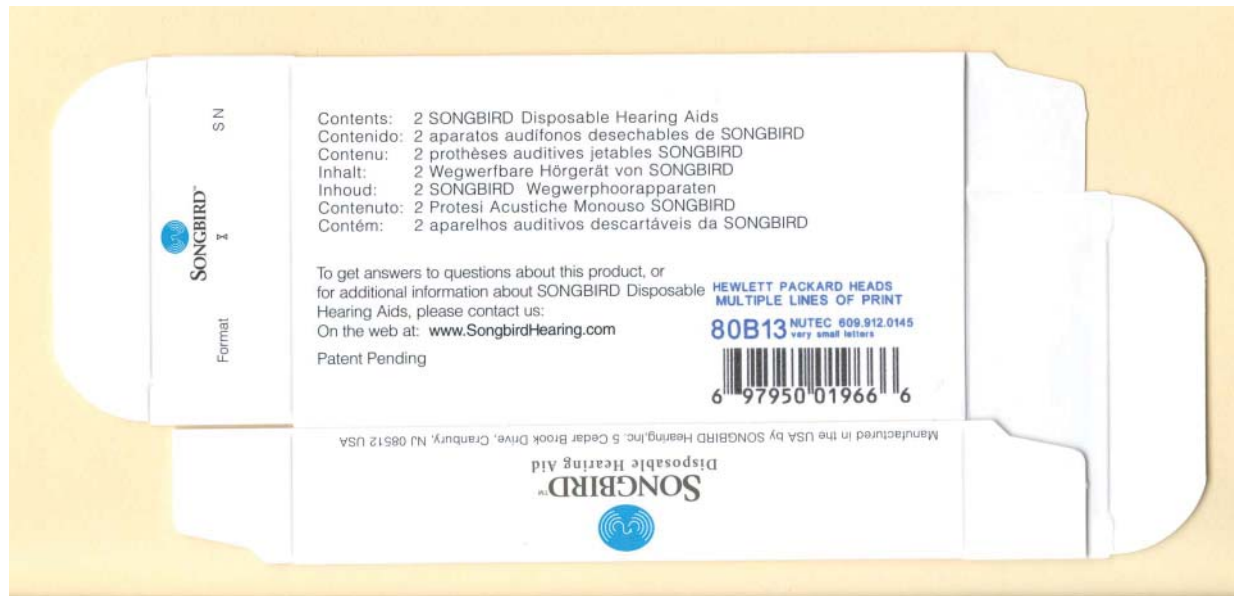 S N
SONGBIRD™
Format
Contents: 2 SONGBIRD Disposable Hearing Aids
Contenido: 2 aparatos audífonos desechables de SONGBIRD
Contenu: 2 prothèses auditives jetables SONGBIRD
Inhalt: 2 Wegwerfbare Hörgerät von SONGBIRD
Inhoud: 2 SONGBIRD Wegwerphoorapparaten
Contenuto: 2 Protesi Acustiche Monouso SONGBIRD
Contém: 2 aparelhos auditivos descartáveis da SONGBIRD
To get answers to questions about this product, or
for additional information about SONGBIRD Disposable
Hearing Aids, please contact us:
On the web at: www.SongbirdHearing.com
Patent Pending
HEWLETT PACKARD HEADS
MULTIPLE LINES OF PRINT
80B13 NUTEC 609.912.0145
very small letters
6 97950 01966 6
Manufactured in the USA by SONGBIRD Hearing,Inc. 5 Cedar Brook Drive, Cranbury, NJ 08512 USA
Disposable Hearing Aid
SONGBIRD™